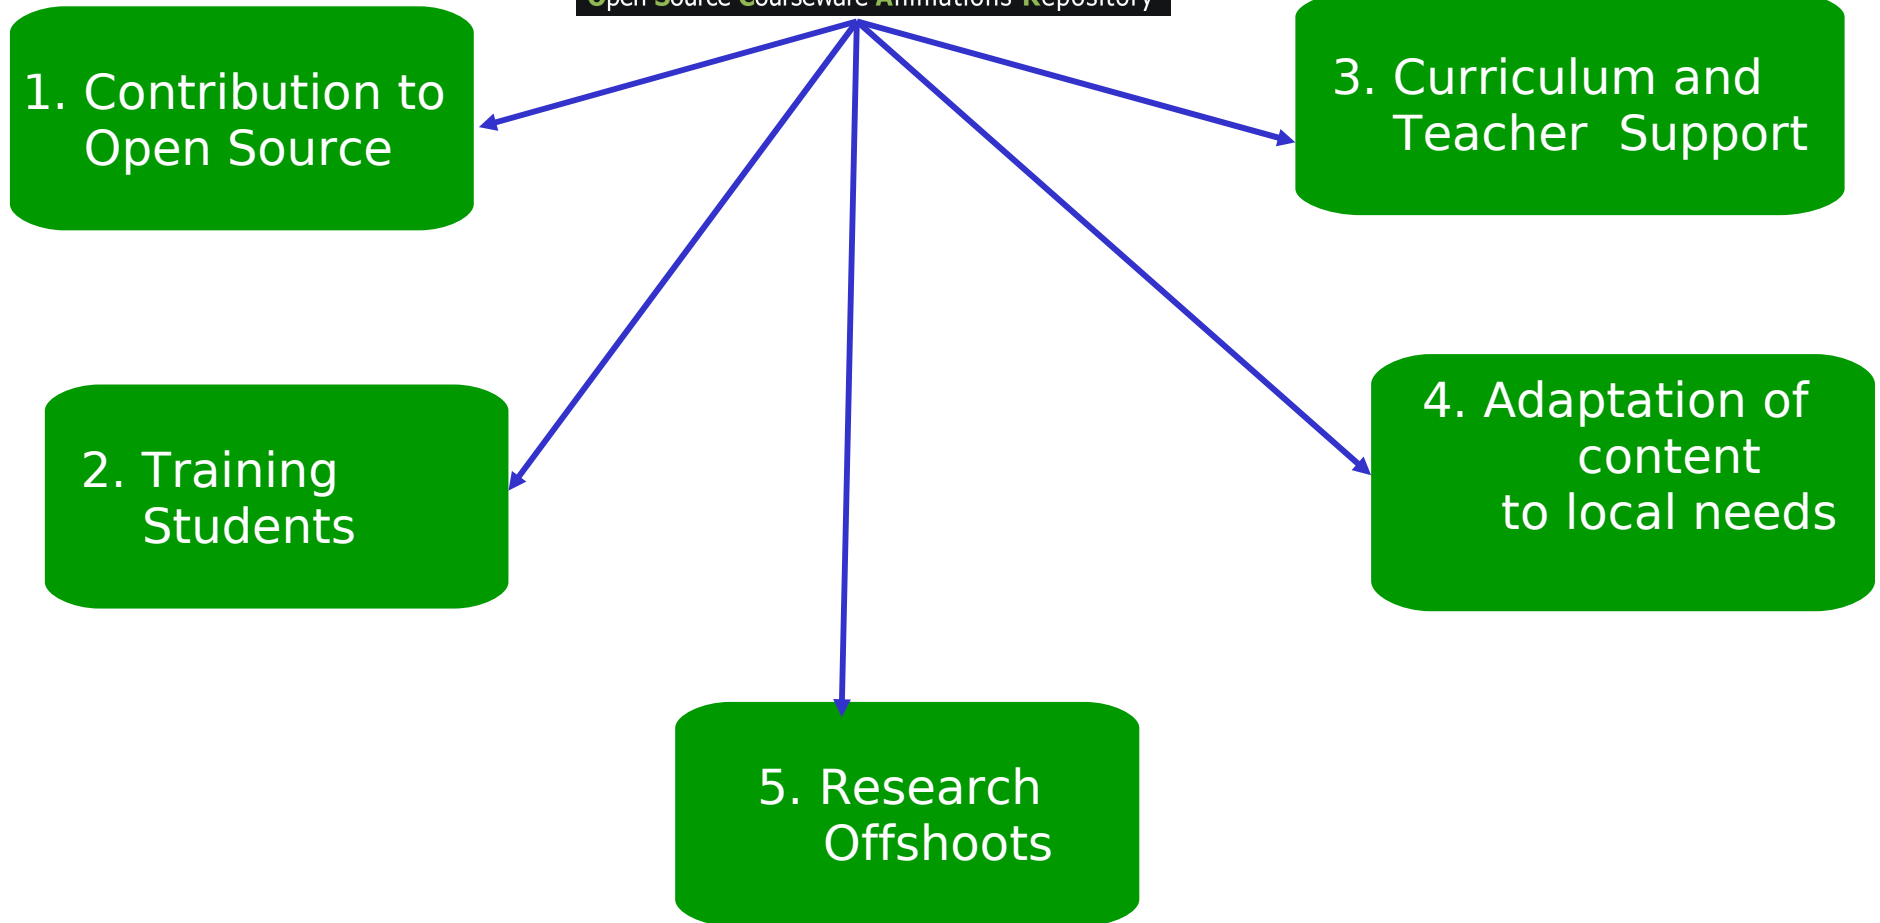 Open Source Courseware Animations Repository
1. Contribution to
Open Source
3. Curriculum and
Teacher Support
2. Training
Students
4. Adaptation of
content
to local needs
5. Research
Offshoots